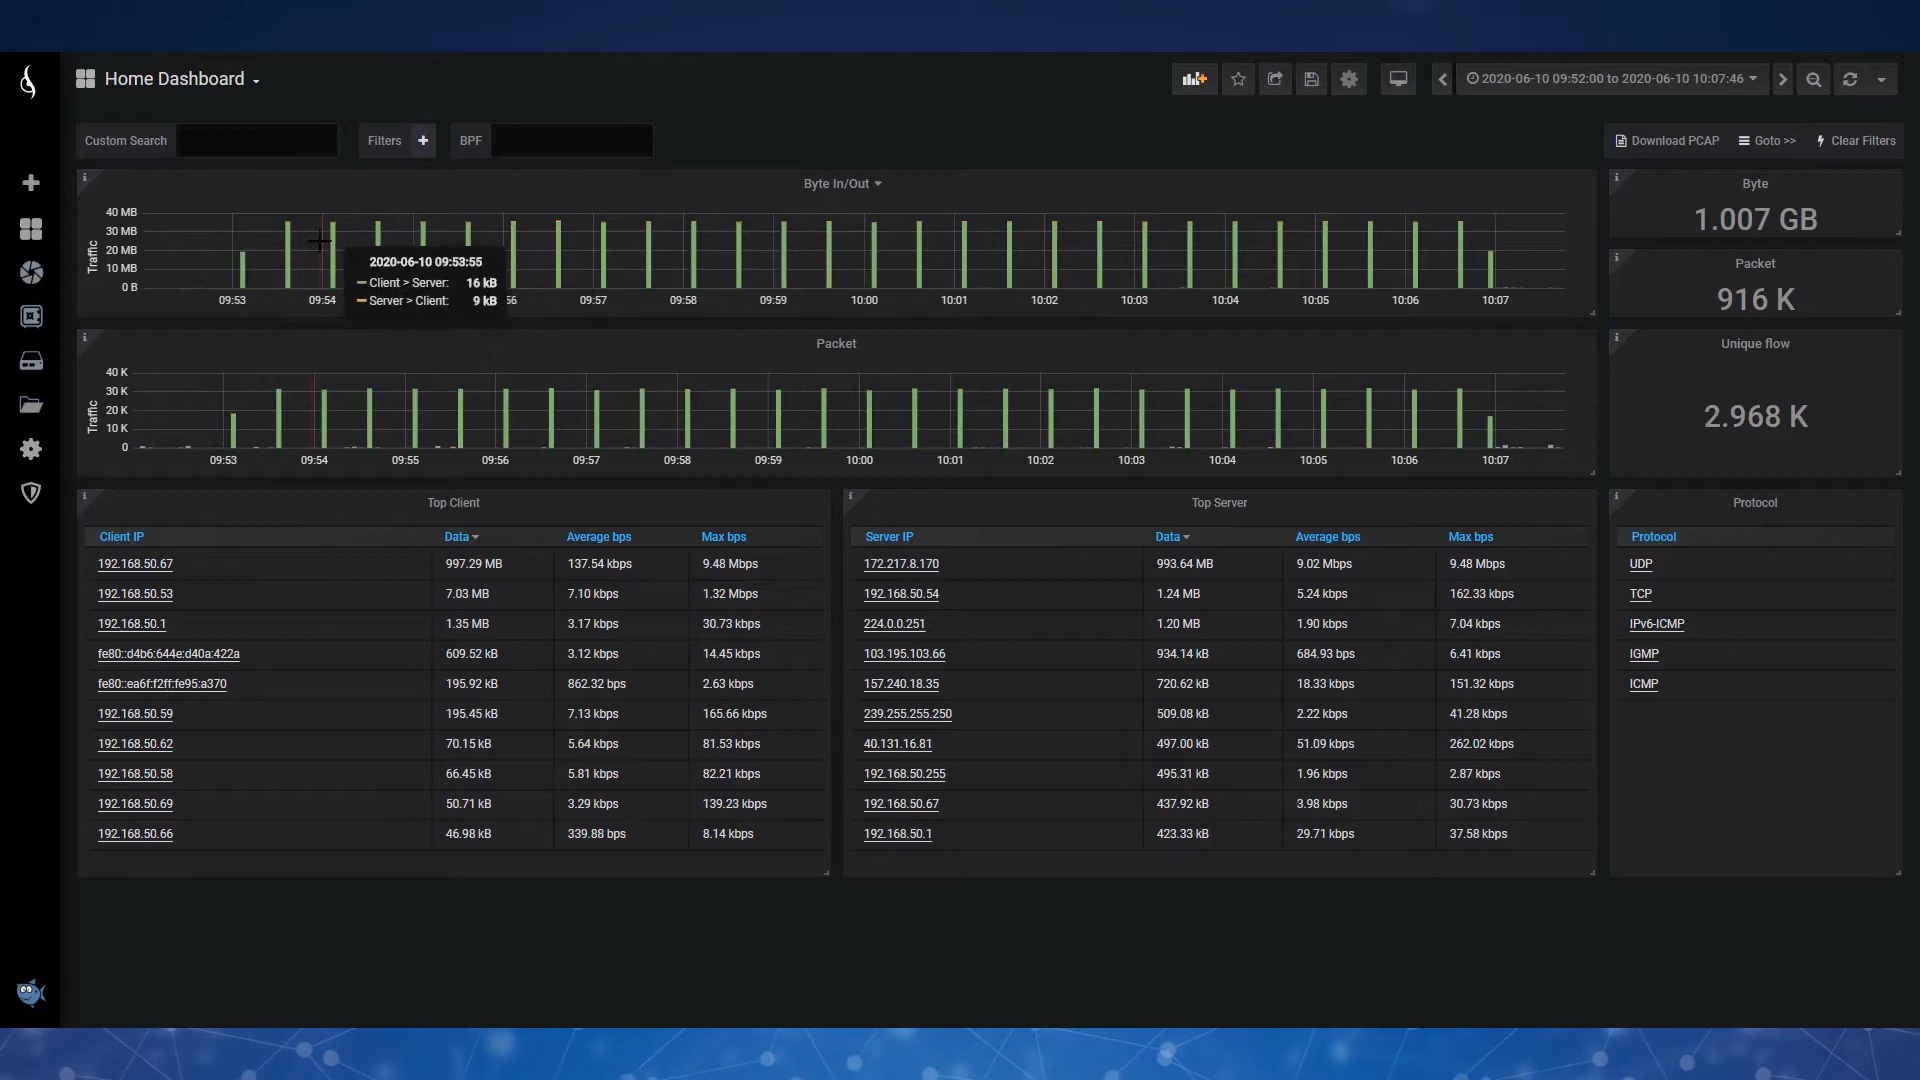 Home Dashboard
2020-06-10 09:52:00 to 2020-06-10 10:07:46
Custom Search
Filters
BPF
Download PCAP
Goto >>
Clear Filters
Byte In/Out
Traffic
40 MB
30 MB
20 MB
10 MB
0 B
09:53 09:54 56 09:57 09:58 09:59 10:00 10:01 10:02 10:03 10:04 10:05 10:06 10:07
2020-06-10 09:53:55
Client > Server: 16 kB
Server > Client: 9 kB
Byte
1.007 GB
Packet
916 K
Packet
Traffic
40 K
30 K
20 K
10 K
0
09:53 09:54 09:55 09:56 09:57 09:58 09:59 10:00 10:01 10:02 10:03 10:04 10:05 10:06 10:07
Unique flow
2.968 K
Top Client
Client IP Data Average bps Max bps
192.168.50.67 997.29 MB 137.54 kbps 9.48 Mbps
192.168.50.53 7.03 MB 7.10 kbps 1.32 Mbps
192.168.50.1 1.35 MB 3.17 kbps 30.73 kbps
fe80::d4b6:644e:d40a:422a 609.52 kB 3.12 kbps 14.45 kbps
fe80::ea6f:f2ff:fe95:a370 195.92 kB 862.32 bps 2.63 kbps
192.168.50.59 195.45 kB 7.13 kbps 165.66 kbps
192.168.50.62 70.15 kB 5.64 kbps 81.53 kbps
192.168.50.58 66.45 kB 5.81 kbps 82.21 kbps
192.168.50.69 50.71 kB 3.29 kbps 139.23 kbps
192.168.50.66 46.98 kB 339.88 bps 8.14 kbps
Top Server
Server IP Data Average bps Max bps
172.217.8.170 993.64 MB 9.02 Mbps 9.48 Mbps
192.168.50.54 1.24 MB 5.24 kbps 162.33 kbps
224.0.0.251 1.20 MB 1.90 kbps 7.04 kbps
103.195.103.66 934.14 kB 684.93 bps 6.41 kbps
157.240.18.35 720.62 kB 18.33 kbps 151.32 kbps
239.255.255.250 509.08 kB 2.22 kbps 41.28 kbps
40.131.16.81 497.00 kB 51.09 kbps 262.02 kbps
192.168.50.255 495.31 kB 1.96 kbps 2.87 kbps
192.168.50.67 437.92 kB 3.98 kbps 30.73 kbps
192.168.50.1 423.33 kB 29.71 kbps 37.58 kbps
Protocol
Protocol
UDP
TCP
IPv6-ICMP
IGMP
ICMP